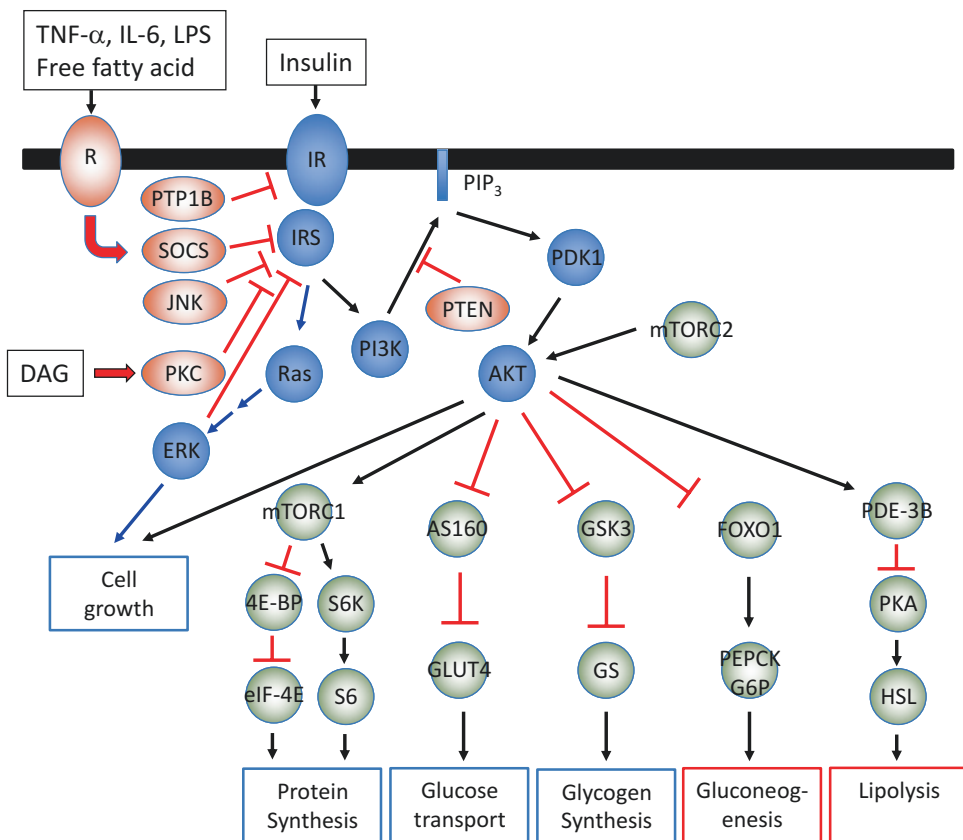 TNF-α, IL-6, LPS
Free fatty acid
Insulin
R
IR
PIP3
PTP1B
IRS
SOCS
PDK1
JNK
PTEN
mTORC2
PI3K
DAG
PKC
Ras
AKT
ERK
mTORC1
AS160
GSK3
FOXO1
PDE-3B
Cell
growth
4E-BP
S6K
PKA
GLUT4
GS
PEPCK
G6P
eIF-4E
S6
HSL
Protein
Synthesis
Glucose
transport
Glycogen
Synthesis
Gluconeog-
enesis
Lipolysis